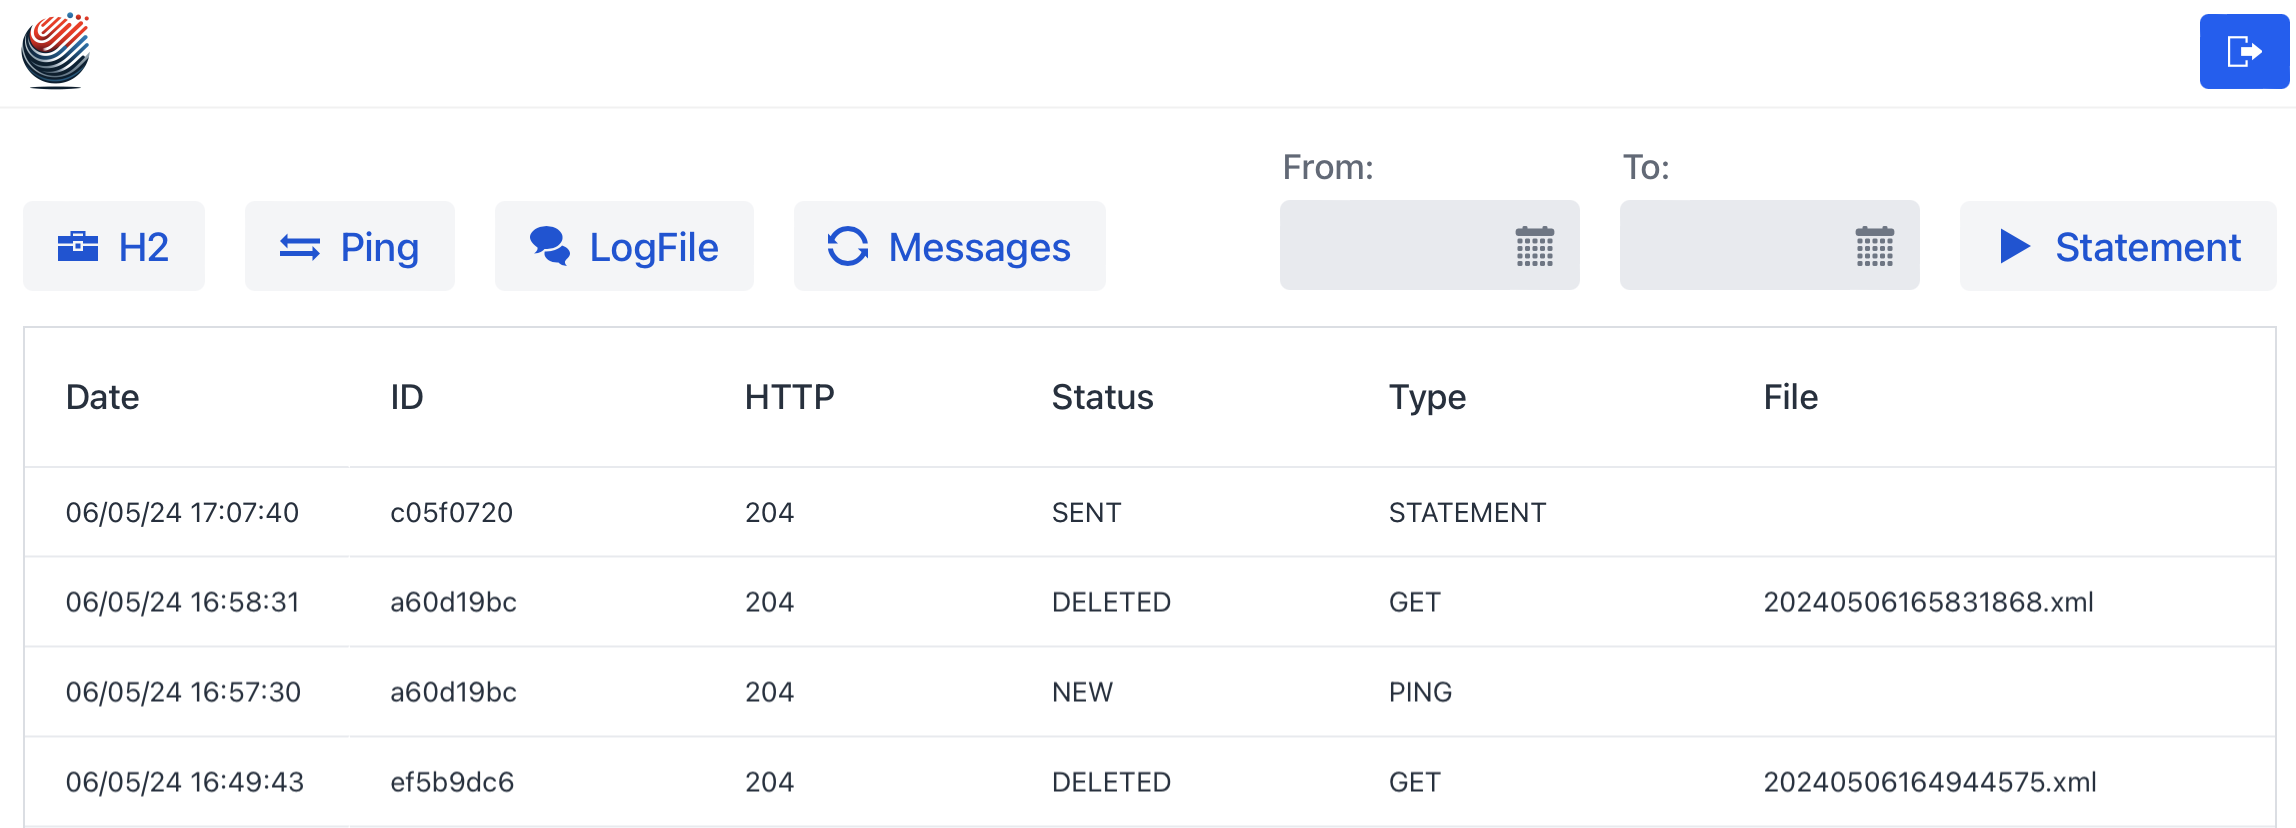 From: To:
H2 Ping LogFile Messages Statement
Date ID HTTP Status Type File
06/05/24 17:07:40 c05f0720 204 SENT STATEMENT
06/05/24 16:58:31 a60d19bc 204 DELETED GET 20240506165831868.xml
06/05/24 16:57:30 a60d19bc 204 NEW PING
06/05/24 16:49:43 ef5b9dc6 204 DELETED GET 20240506164944575.xml